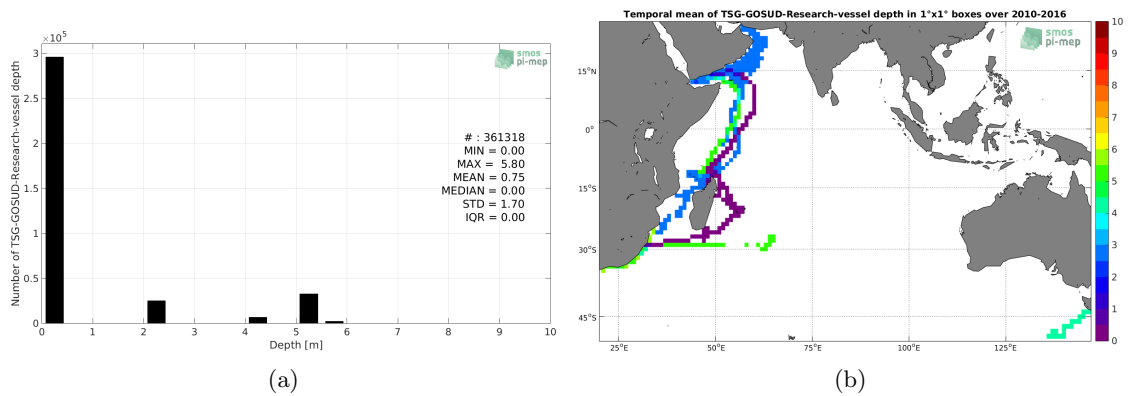 ×10⁵
3
2.5
2
1.5
1
0.5
0
Number of TSG-GOSUD-Research-vessel depth
smos
pi-mep
# : 361318
MIN = 0.00
MAX = 5.80
MEAN = 0.75
MEDIAN = 0.00
STD = 1.70
IQR = 0.00
0 1 2 3 4 5 6 7 8 9 10
Depth [m]
(a)
Temporal mean of TSG-GOSUD-Research-vessel depth in 1°x1° boxes over 2010-2016
smos
pi-mep
15°N
0°
15°S
30°S
45°S
25°E 50°E 75°E 100°E 125°E
10
9
8
7
6
5
4
3
2
1
0
(b)